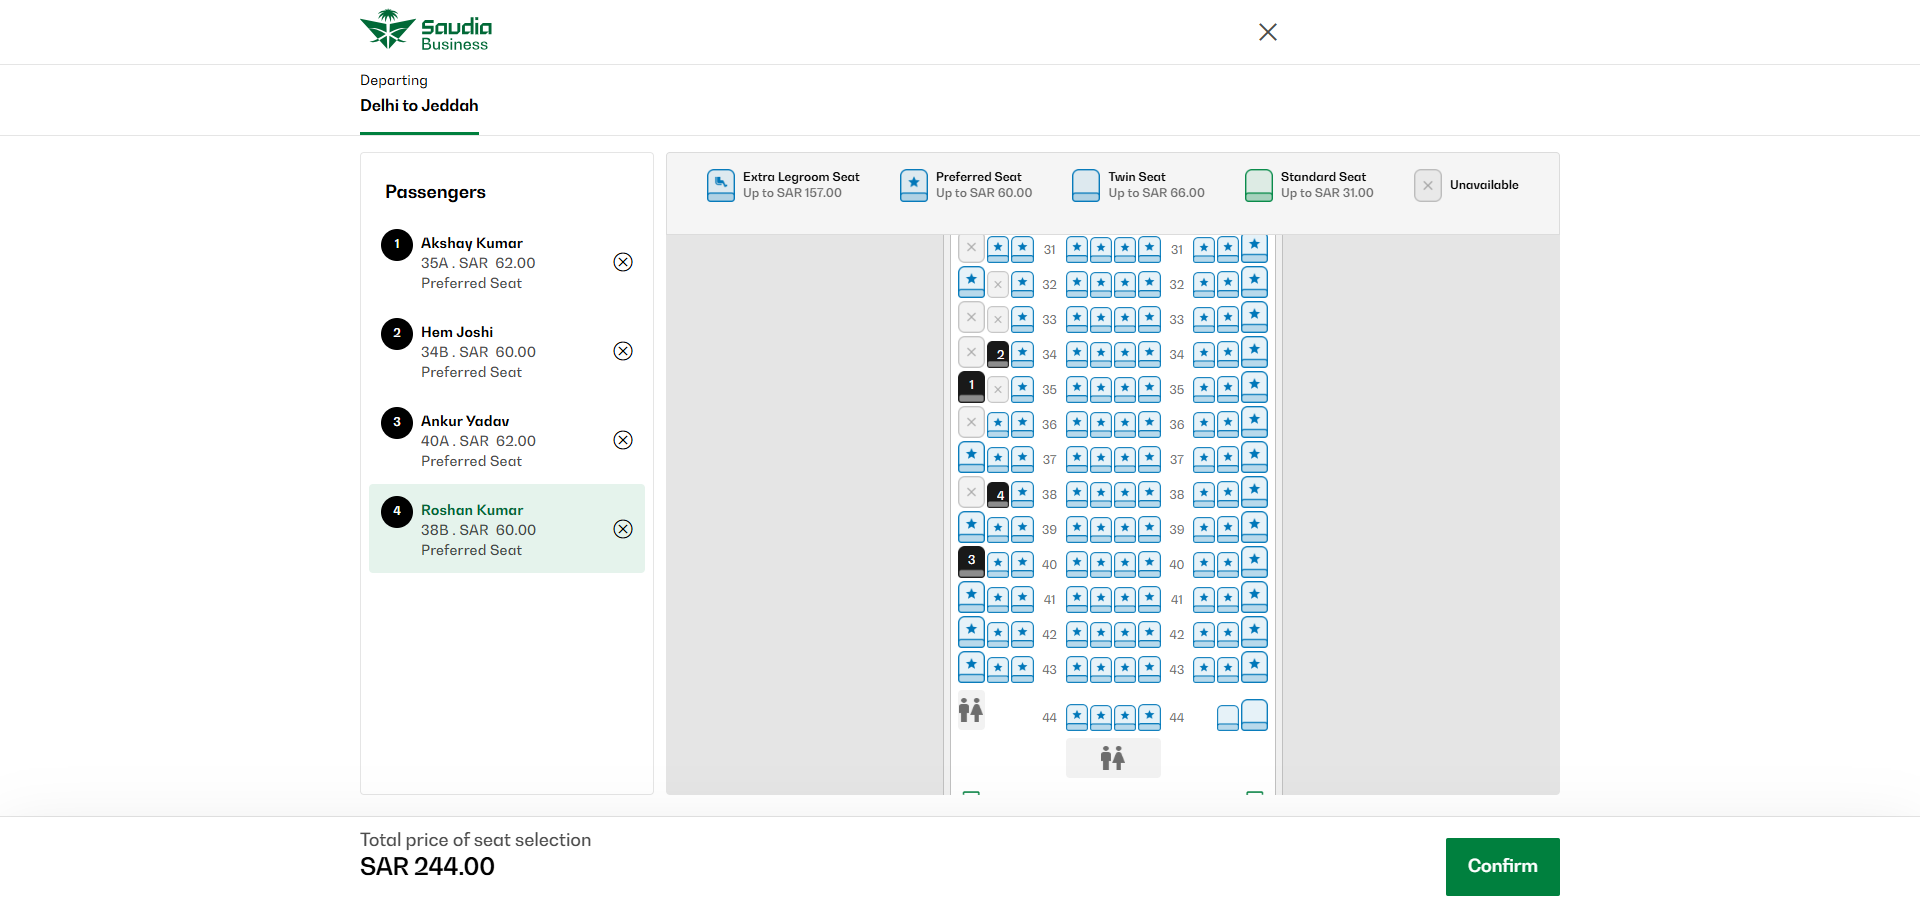 Saudia
Business
Departing
Delhi to Jeddah
Passengers
1
Akshay Kumar
35A . SAR 62.00
Preferred Seat
2
Hem Joshi
34B . SAR 60.00
Preferred Seat
3
Ankur Yadav
40A . SAR 62.00
Preferred Seat
4
Roshan Kumar
38B . SAR 60.00
Preferred Seat
Extra Legroom Seat
Up to SAR 157.00
Preferred Seat
Up to SAR 60.00
Twin Seat
Up to SAR 66.00
Standard Seat
Up to SAR 31.00
Unavailable
31 31
32 32
33 33
2 34 34
1 35 35
36 36
37 37
4 38 38
39 39
3 40 40
41 41
42 42
43 43
44 44
Total price of seat selection
SAR 244.00
Confirm